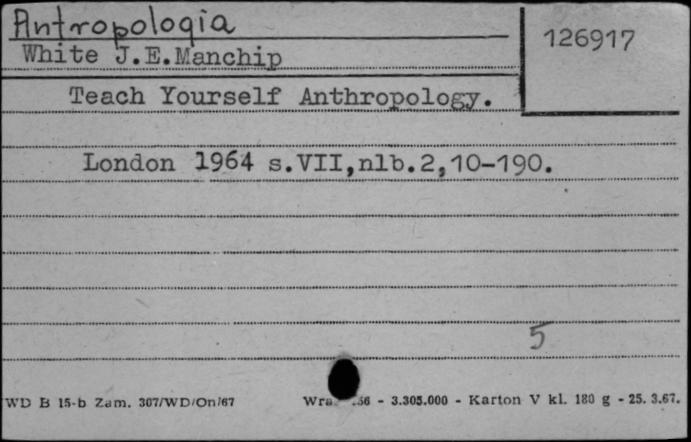 Antropologia
126917
White J.E.Manchip
Teach Yourself Anthropology.
London 1964 s.VII,nlb.2,10-190.
5
WD B 15-b Zam. 307/WD/On/67 56 - 3.305.000 - Karton V kl. 180 g - 25. 3.67.